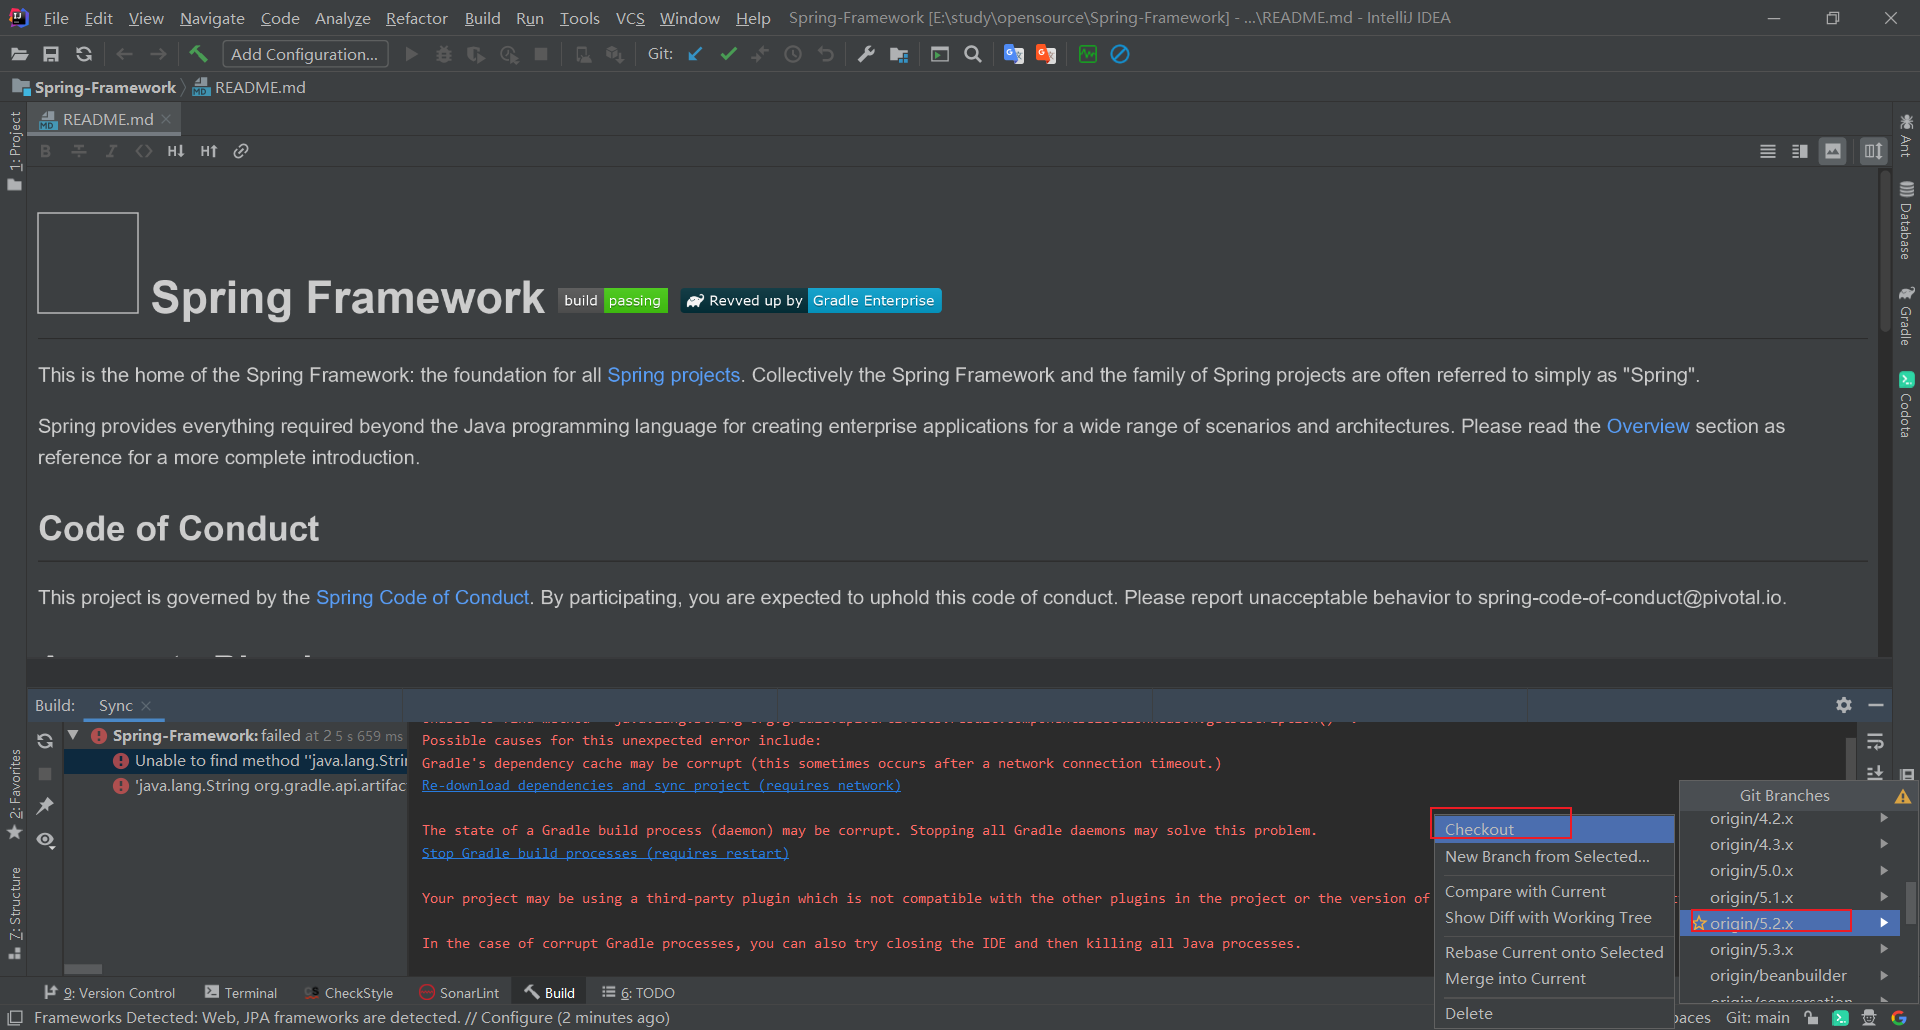 File Edit View Navigate Code Analyze Refactor Build Run Tools VCS Window Help Spring-Framework [E:\study\opensource\Spring-Framework] - ...\README.md - IntelliJ IDEA
Add Configuration... Git:
Spring-Framework README.md
README.md
1: Project
B I <> H↓ H↑
Ant
Database
Gradle
Codota
Spring Framework build passing Revved up by Gradle Enterprise
This is the home of the Spring Framework: the foundation for all Spring projects. Collectively the Spring Framework and the family of Spring projects are often referred to simply as "Spring".
Spring provides everything required beyond the Java programming language for creating enterprise applications for a wide range of scenarios and architectures. Please read the Overview section as
reference for a more complete introduction.
Code of Conduct
This project is governed by the Spring Code of Conduct. By participating, you are expected to uphold this code of conduct. Please report unacceptable behavior to spring-code-of-conduct@pivotal.io.
Build: Sync
Spring-Framework: failed at 2 5 s 659 ms
Unable to find method ''java.lang.Stri
'java.lang.String org.gradle.api.artifac
Possible causes for this unexpected error include:
Gradle's dependency cache may be corrupt (this sometimes occurs after a network connection timeout.)
Re-download dependencies and sync project (requires network)
The state of a Gradle build process (daemon) may be corrupt. Stopping all Gradle daemons may solve this problem.
Stop Gradle build processes (requires restart)
Your project may be using a third-party plugin which is not compatible with the other plugins in the project or the version of
In the case of corrupt Gradle processes, you can also try closing the IDE and then killing all Java processes.
2: Favorites
7: Structure
Checkout
New Branch from Selected...
Compare with Current
Show Diff with Working Tree
Rebase Current onto Selected
Merge into Current
Delete
Git Branches
origin/4.2.x
origin/4.3.x
origin/5.0.x
origin/5.1.x
origin/5.2.x
origin/5.3.x
origin/beanbuilder
origin/conversation
9: Version Control Terminal CheckStyle SonarLint Build 6: TODO
Frameworks Detected: Web, JPA frameworks are detected. // Configure (2 minutes ago) paces Git: main